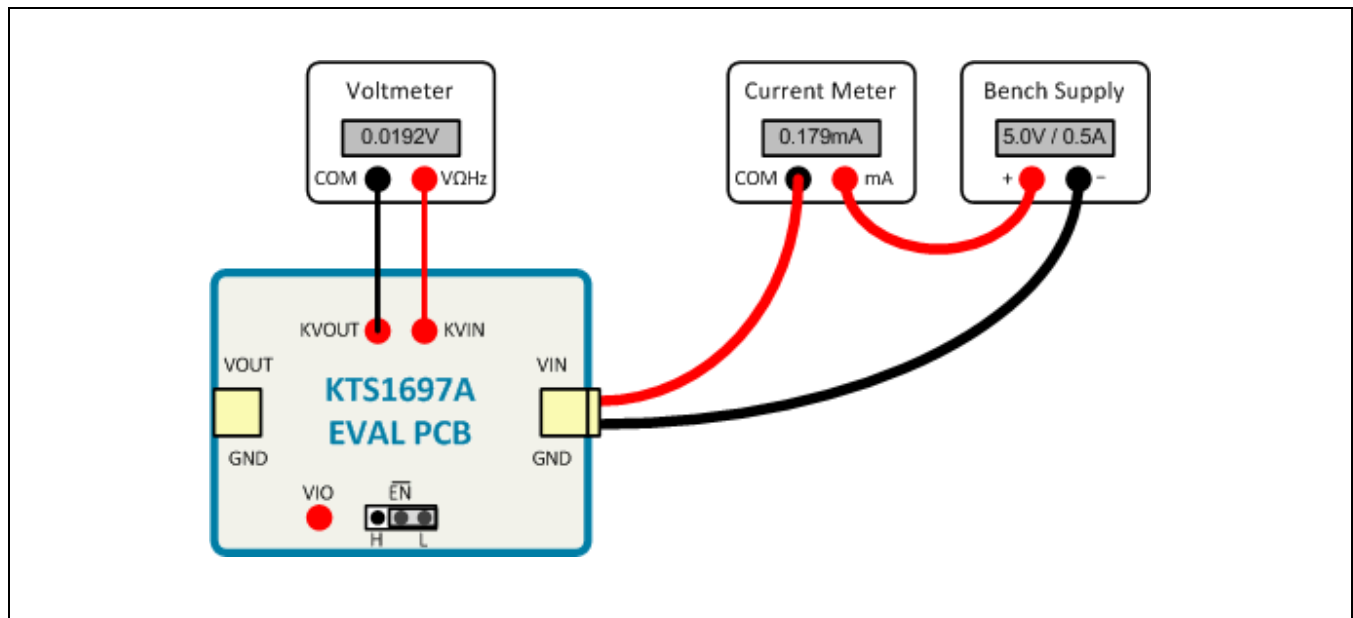 Voltmeter
0.0192V
COM VΩHz
Current Meter
0.179mA
COM mA
Bench Supply
5.0V / 0.5A
+ −
KVOUT KVIN
VOUT
VIN
KTS1697A
EVAL PCB
GND
GND
VIO
E̅N̅
H L